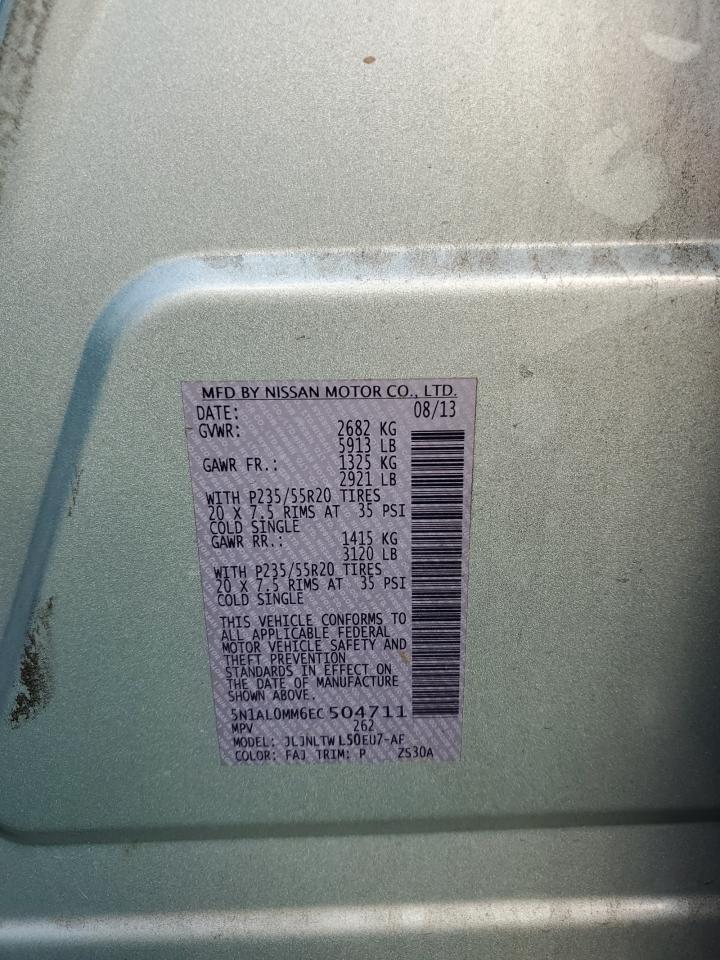 MFD BY NISSAN MOTOR CO., LTD.
DATE: 08/13
GVWR: 2682 KG
5913 LB
GAWR FR.: 1325 KG
2921 LB
WITH P235/55R20 TIRES
20 X 7.5 RIMS AT 35 PSI
COLD SINGLE
GAWR RR.: 1415 KG
3120 LB
WITH P235/55R20 TIRES
20 X 7.5 RIMS AT 35 PSI
COLD SINGLE
THIS VEHICLE CONFORMS TO
ALL APPLICABLE FEDERAL
MOTOR VEHICLE SAFETY AND
THEFT PREVENTION
STANDARDS IN EFFECT ON
THE DATE OF MANUFACTURE
SHOWN ABOVE.
5N1AL0MM6EC 504711
MPV 262
MODEL: JLJNLTW L50EU7-AF
COLOR: FAJ TRIM: P ZS30A